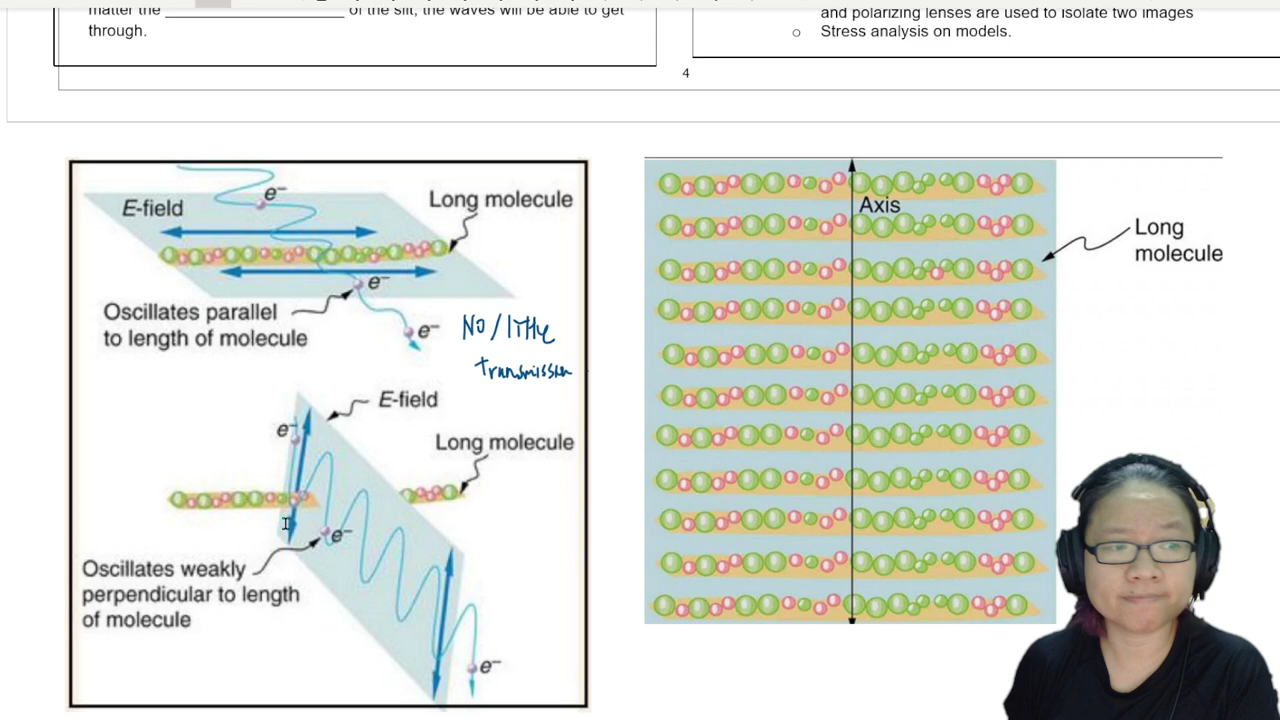 matter the ____________________ of the slit, the waves will be able to get
through.
and polarizing lenses are used to isolate two images
o Stress analysis on models.
4
e–
E-field
Long molecule
e–
Oscillates parallel
to length of molecule
e–
No/little
transmission
E-field
e–
Long molecule
e–
Oscillates weakly
perpendicular to length
of molecule
e–
Axis
Long
molecule